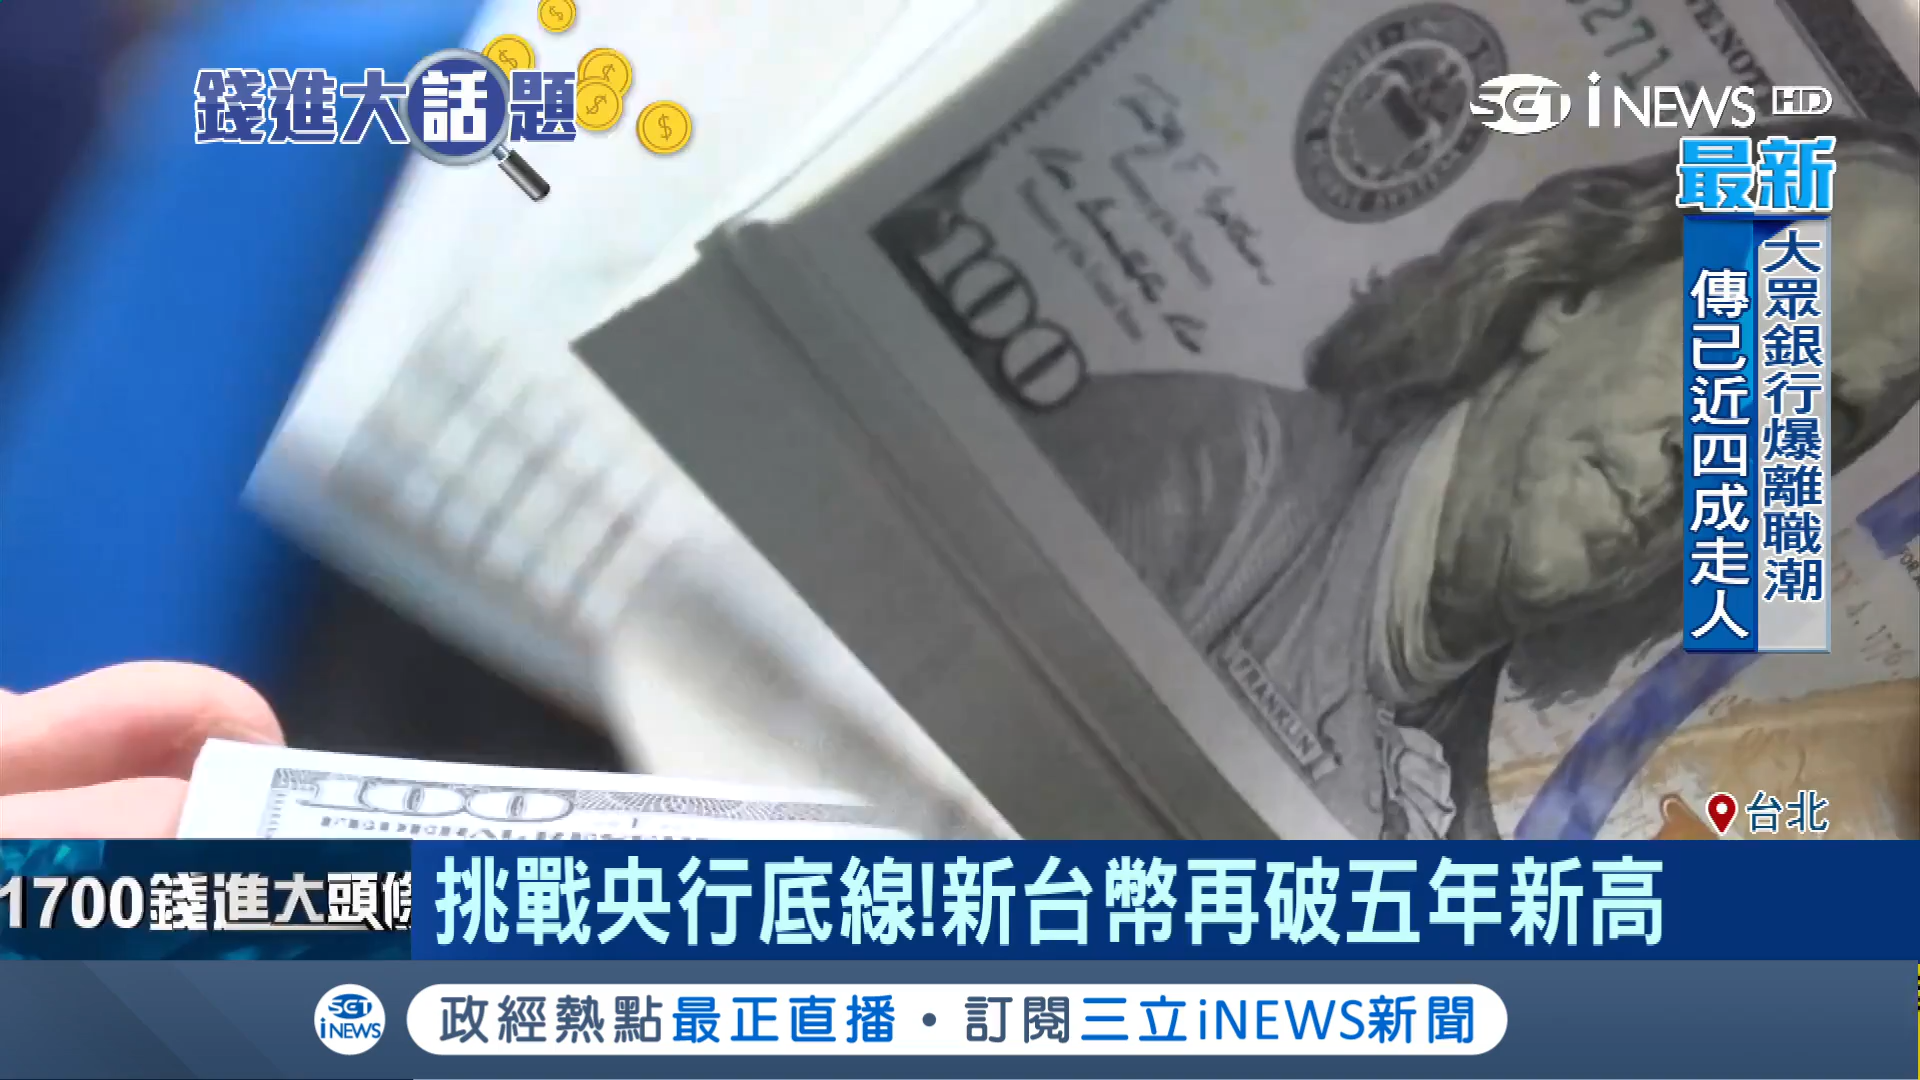 錢進大話題
SET iNEWS HD
最新
大眾銀行爆離職潮
傳已近四成走人
100
FRANKLIN
台北
1700錢進大頭條
挑戰央行底線!新台幣再破五年新高
SET iNEWS
政經熱點最正直播・訂閱三立iNEWS新聞